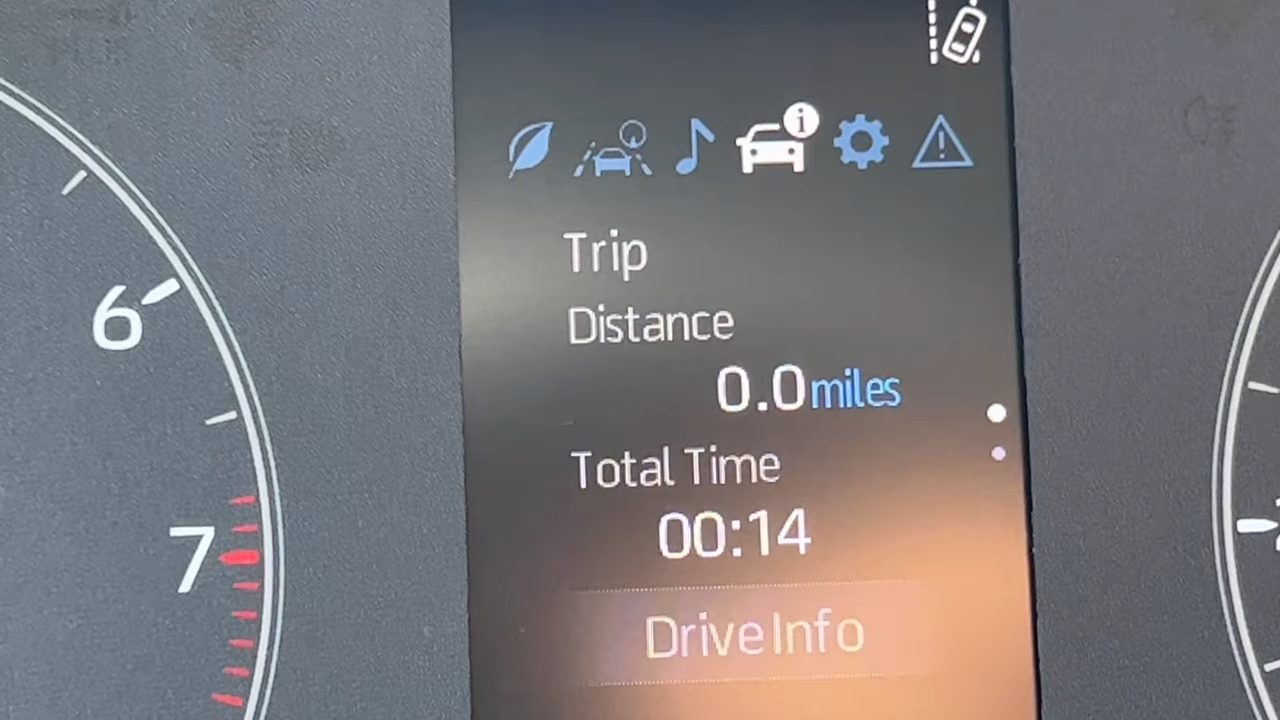 Trip
Distance
0.0 miles
Total Time
00:14
Drive Info
6
7